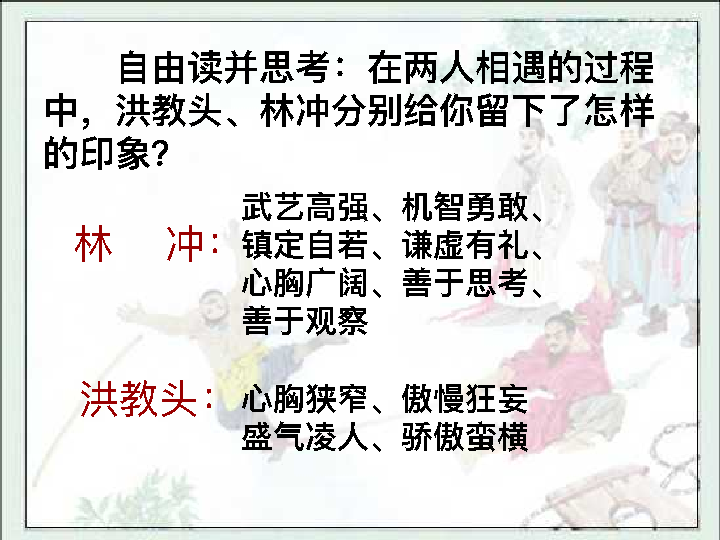 自由读并思考：在两人相遇的过程
中，洪教头、林冲分别给你留下了怎样
的印象？
武艺高强、机智勇敢、
林 冲：镇定自若、谦虚有礼、
心胸广阔、善于思考、
善于观察
洪教头：心胸狭窄、傲慢狂妄
盛气凌人、骄傲蛮横